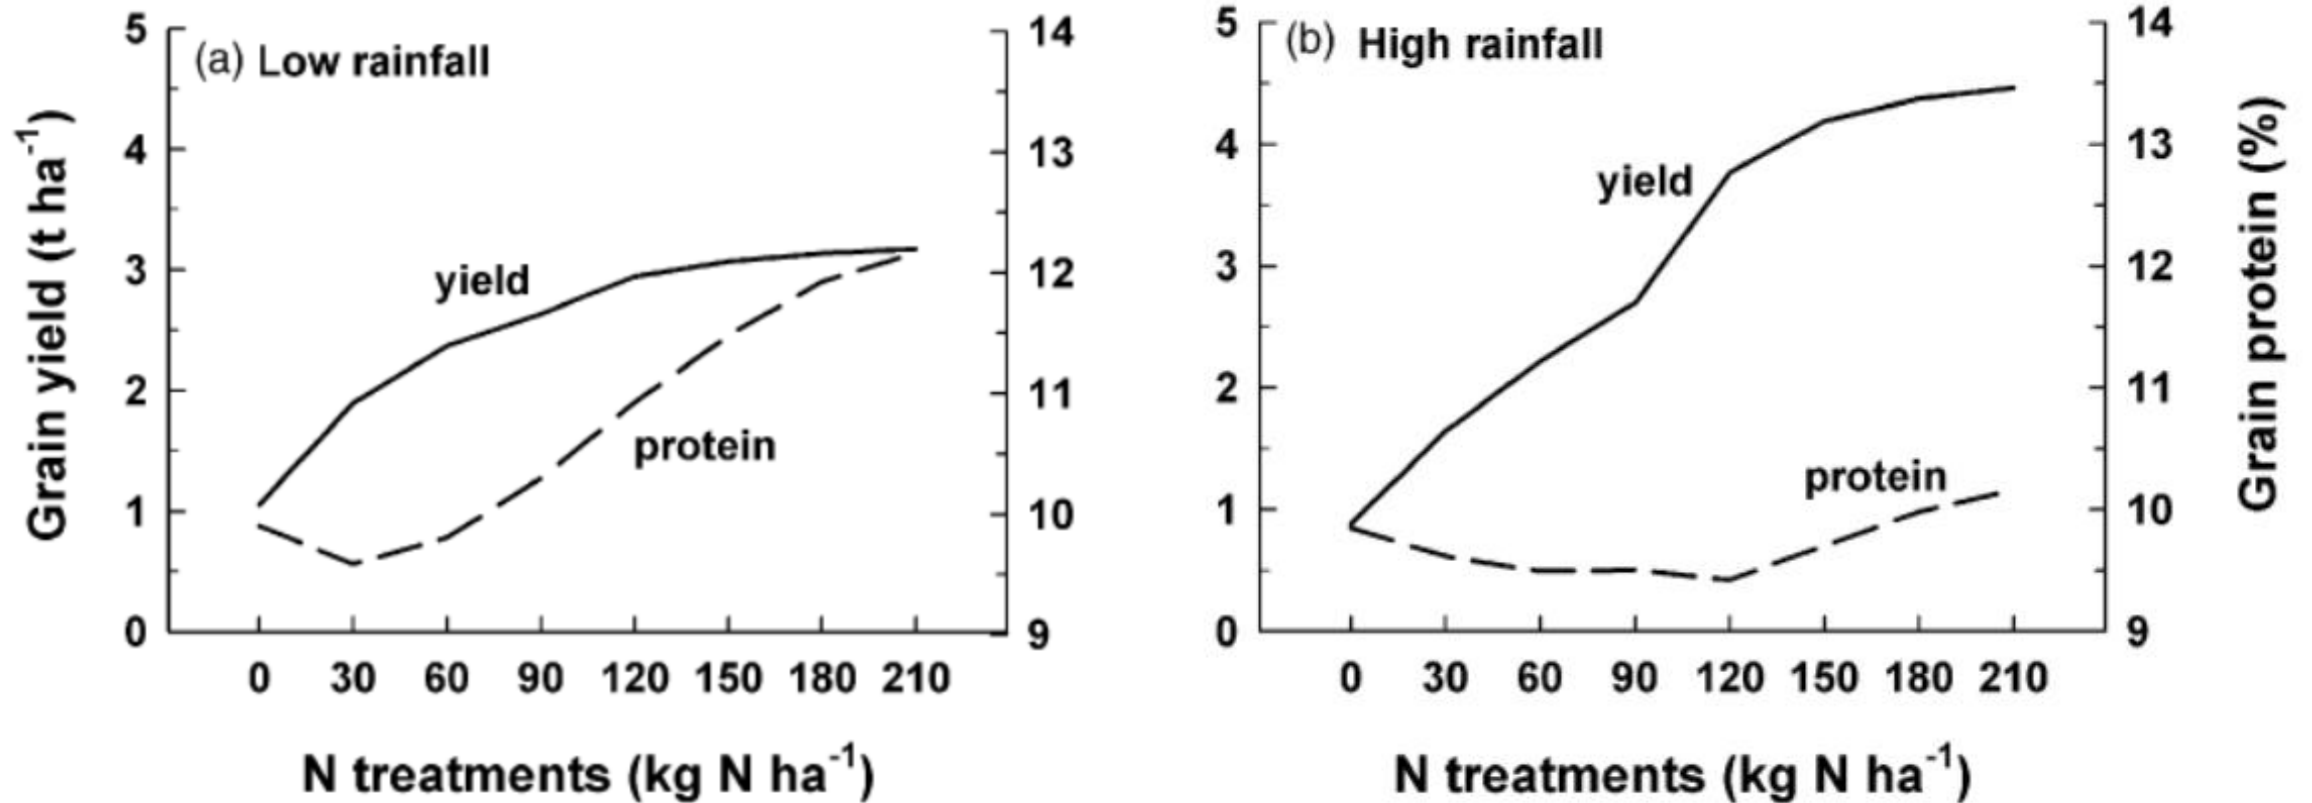 (a) Low rainfall
Grain yield (t ha-1)
5
4
3
2
1
0
14
13
12
11
10
9
yield
protein
0 30 60 90 120 150 180 210
N treatments (kg N ha-1)
(b) High rainfall
5
4
3
2
1
0
14
13
12
11
10
9
Grain protein (%)
yield
protein
0 30 60 90 120 150 180 210
N treatments (kg N ha-1)